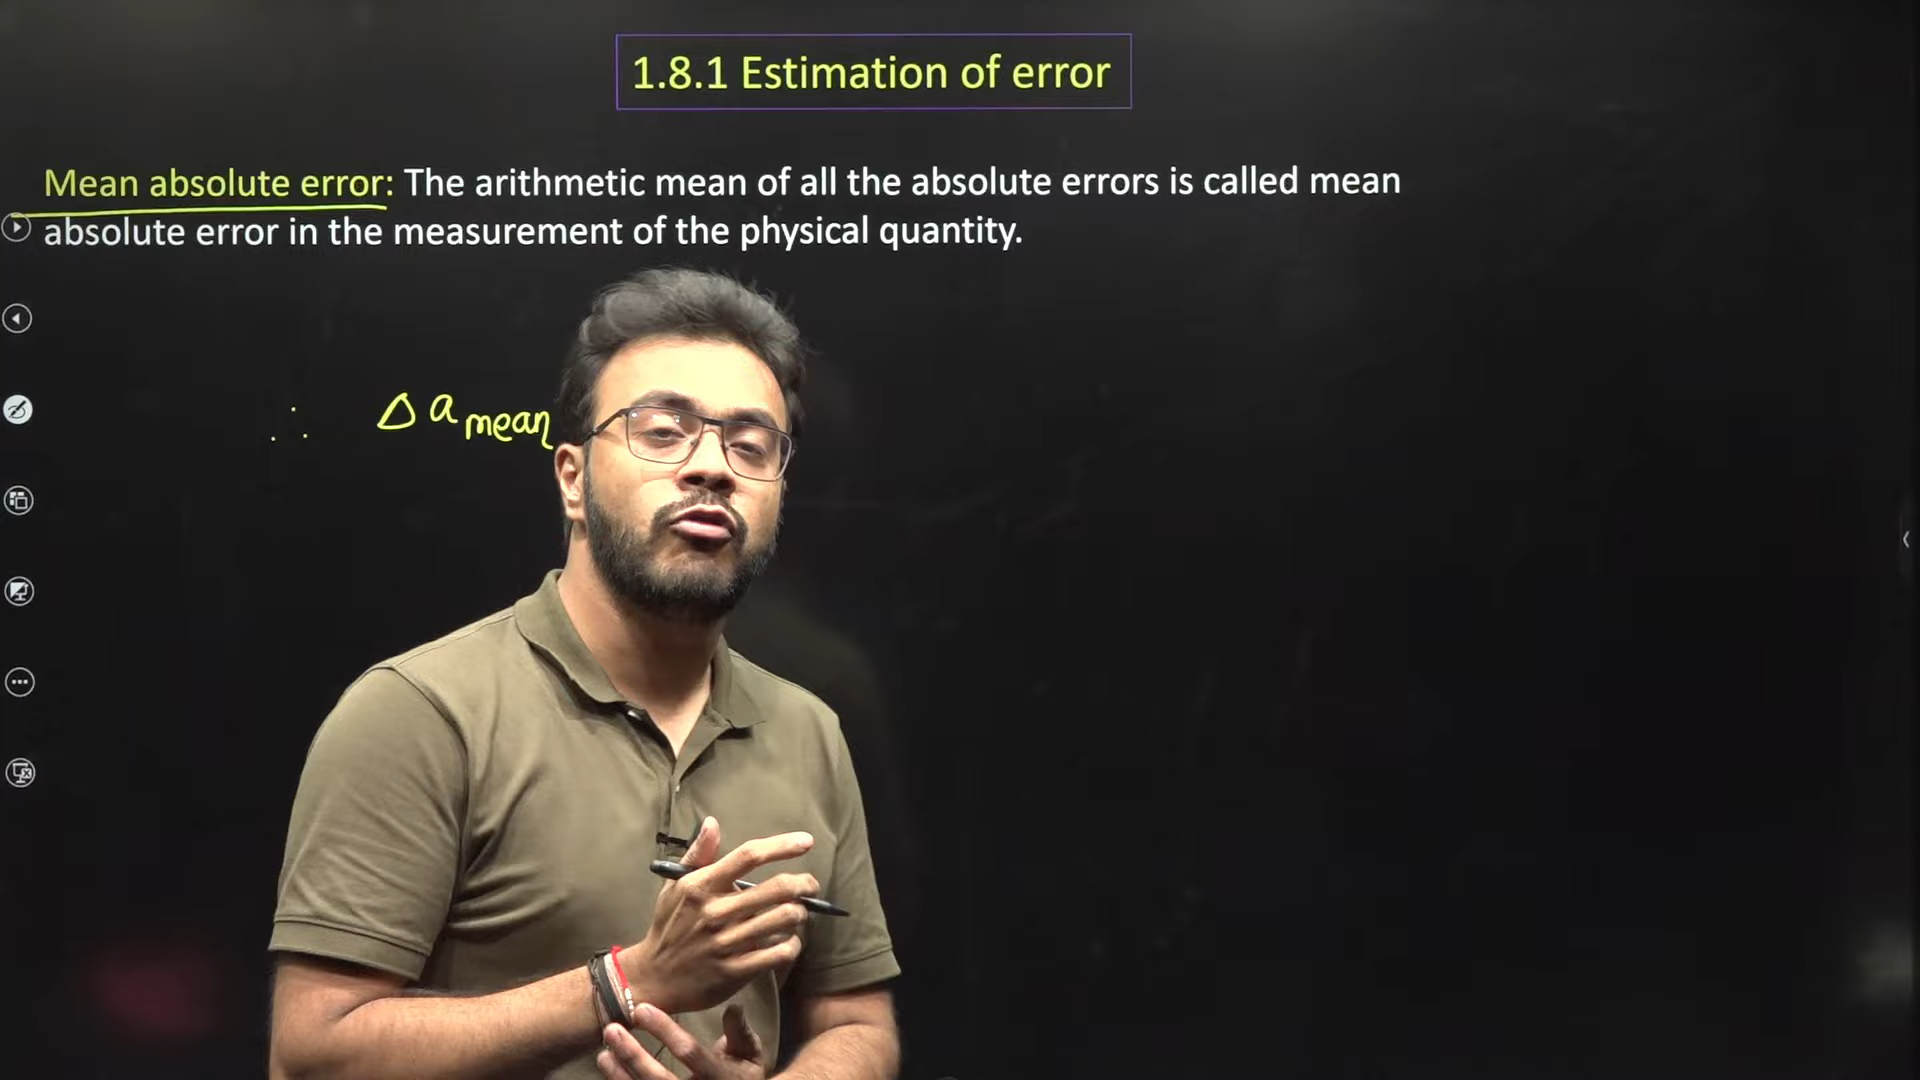 1.8.1 Estimation of error
Mean absolute error: The arithmetic mean of all the absolute errors is called mean
absolute error in the measurement of the physical quantity.
∴ Δ a mean